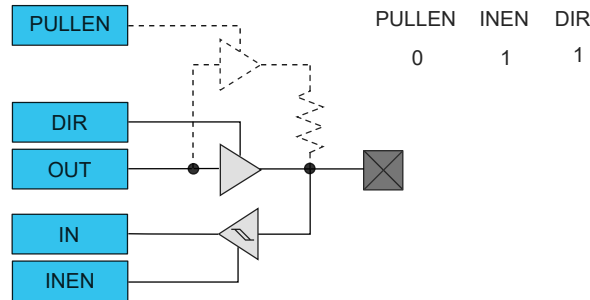 PULLEN
PULLEN INEN DIR
0 1 1
DIR
OUT
IN
INEN